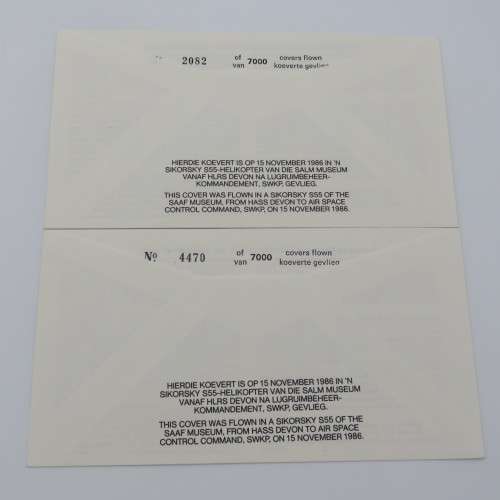 No 2082 of 7000 covers flown
van koeverte gevlien
HIERDIE KOEVERT IS OP 15 NOVEMBER 1986 IN 'N
SIKORSKY S55-HELIKOPTER VAN DIE SALM MUSEUM
VANAF HLRS DEVON NA LUGRUIMBEHEER-
KOMMANDEMENT, SWKP, GEVLIEG.
THIS COVER WAS FLOWN IN A SIKORSKY S55 OF THE
SAAF MUSEUM, FROM HASS DEVON TO AIR SPACE
CONTROL COMMAND, SWKP, ON 15 NOVEMBER 1986.
No 4470 of 7000 covers flown
van koeverte gevlien
HIERDIE KOEVERT IS OP 15 NOVEMBER 1986 IN 'N
SIKORSKY S55-HELIKOPTER VAN DIE SALM MUSEUM
VANAF HLRS DEVON NA LUGRUIMBEHEER-
KOMMANDEMENT, SWKP, GEVLIEG.
THIS COVER WAS FLOWN IN A SIKORSKY S55 OF THE
SAAF MUSEUM, FROM HASS DEVON TO AIR SPACE
CONTROL COMMAND, SWKP, ON 15 NOVEMBER 1986.